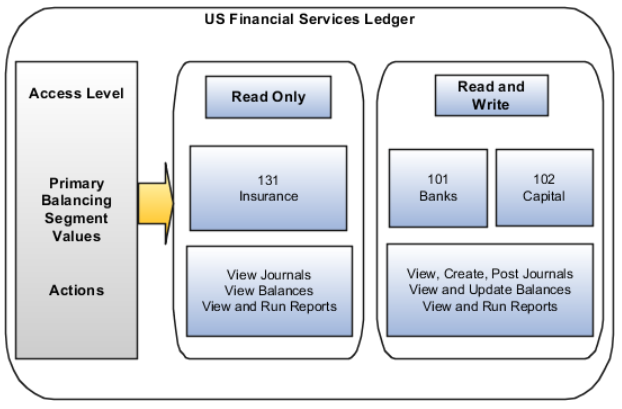 US Financial Services Ledger
Access Level
Primary
Balancing
Segment
Values
Actions
Read Only
131
Insurance
View Journals
View Balances
View and Run Reports
Read and
Write
101
Banks
102
Capital
View, Create, Post Journals
View and Update Balances
View and Run Reports